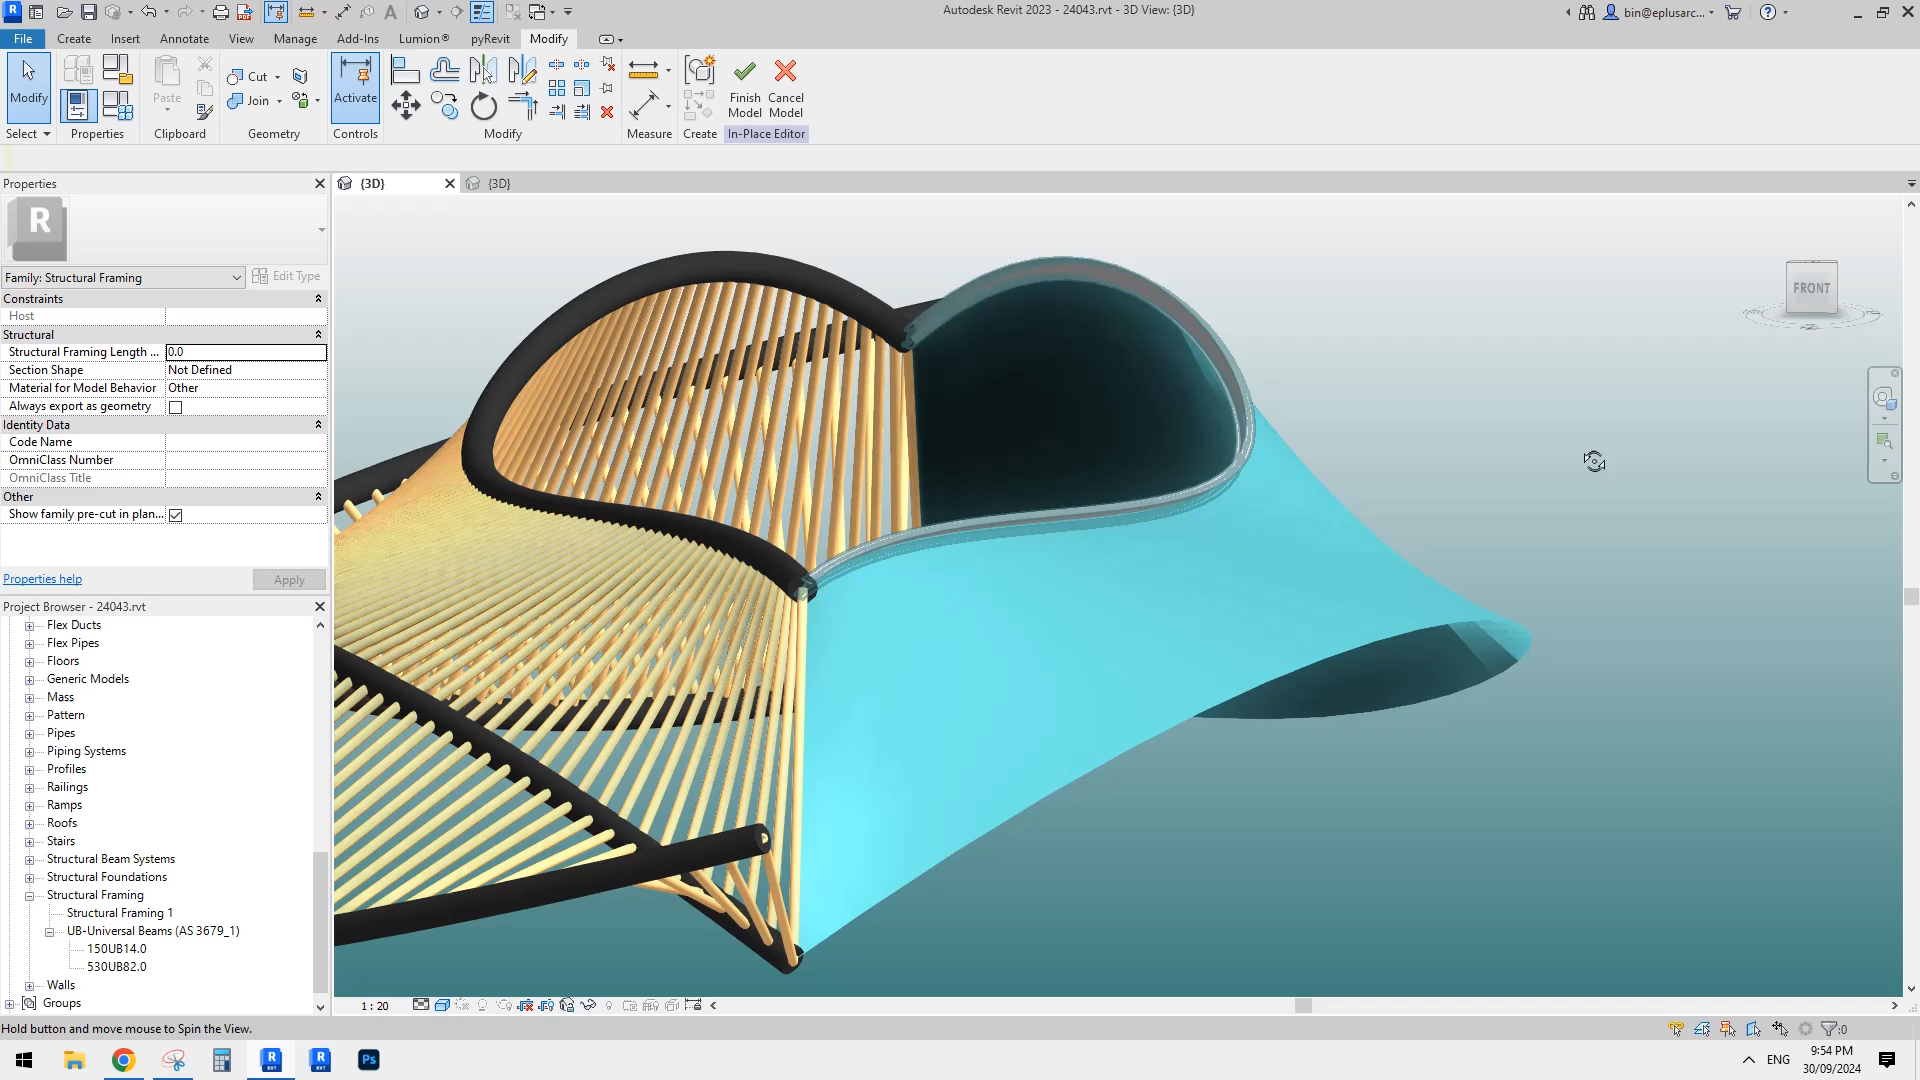 Autodesk Revit 2023 - 24043.rvt - 3D View: {3D}
bin@eplusarc...
File
Create
Insert
Annotate
View
Manage
Add-Ins
Lumion®
pyRevit
Modify
Modify
Paste
Cut
Join
Activate
Finish
Model
Cancel
Model
Select
Properties
Clipboard
Geometry
Controls
Modify
Measure
Create
In-Place Editor
Properties
{3D}
{3D}
R
Family: Structural Framing
Edit Type
Constraints
Host
Structural
Structural Framing Length ...
0.0
Section Shape
Not Defined
Material for Model Behavior
Other
Always export as geometry
Identity Data
Code Name
OmniClass Number
OmniClass Title
Other
Show family pre-cut in plan...
Properties help
Apply
FRONT
Project Browser - 24043.rvt
Flex Ducts
Flex Pipes
Floors
Generic Models
Mass
Pattern
Pipes
Piping Systems
Profiles
Railings
Ramps
Roofs
Stairs
Structural Beam Systems
Structural Foundations
Structural Framing
Structural Framing 1
UB-Universal Beams (AS 3679_1)
150UB14.0
530UB82.0
Walls
Groups
1 : 20
Hold button and move mouse to Spin the View.
:0
ENG
9:54 PM
30/09/2024
R
RVT
R
RVT
Ps